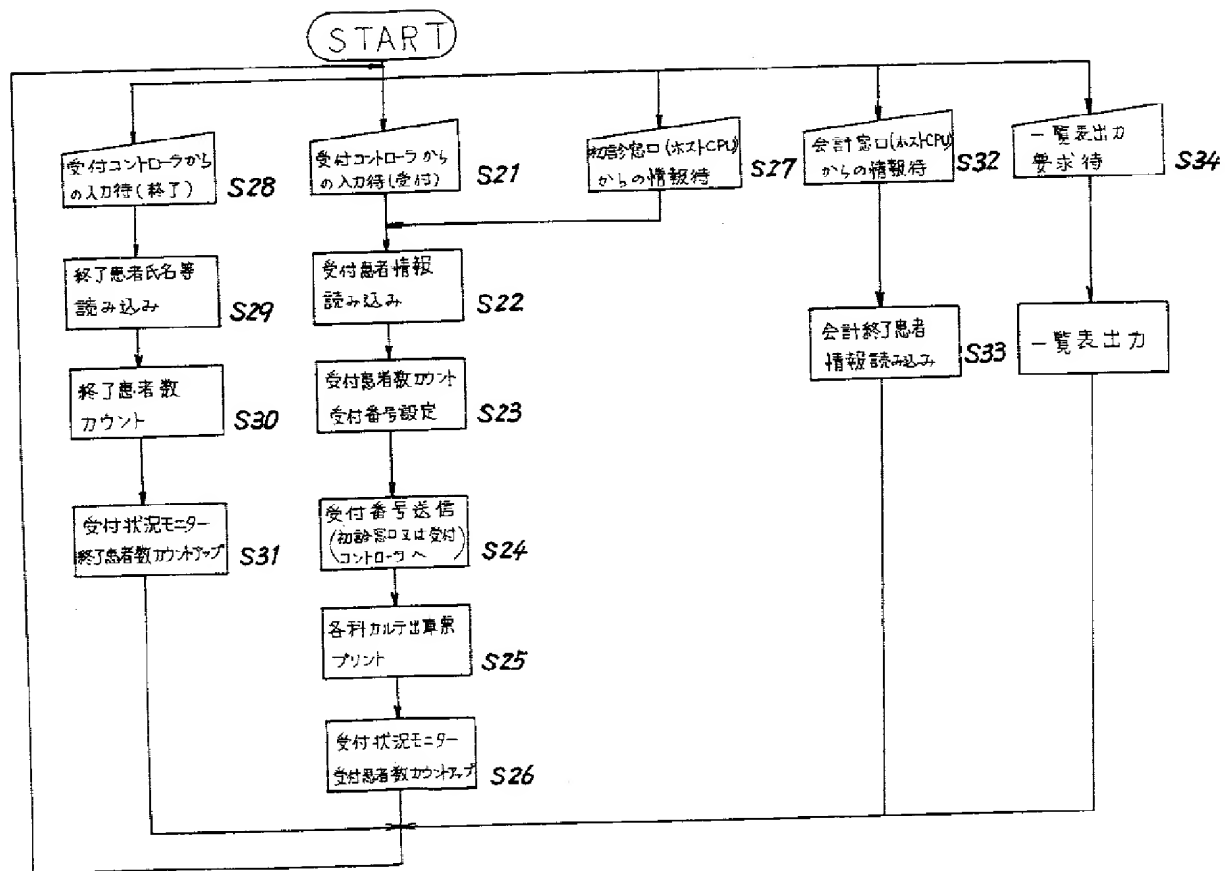 START
受付コントローラから
の入力待(終了)
S28
受付コントローラから
の入力待(受付)
S21
初診窓口(ホストCPU)
からの情報待
S27
会計窓口(ホストCPU)
からの情報待
S32
一覧表出力
要求待
S34
終了患者氏名等
読み込み
S29
受付患者情報
読み込み
S22
会計終了患者
情報読み込み
S33
一覧表出力
終了患者数
カウント
S30
受付患者数カウント
受付番号設定
S23
受付状況モニター
終了患者数カウントアップ
S31
受付番号送信
(初診窓口又は受付
コントローラへ)
S24
各科カルテ出庫票
プリント
S25
受付状況モニター
受付患者数カウントアップ
S26